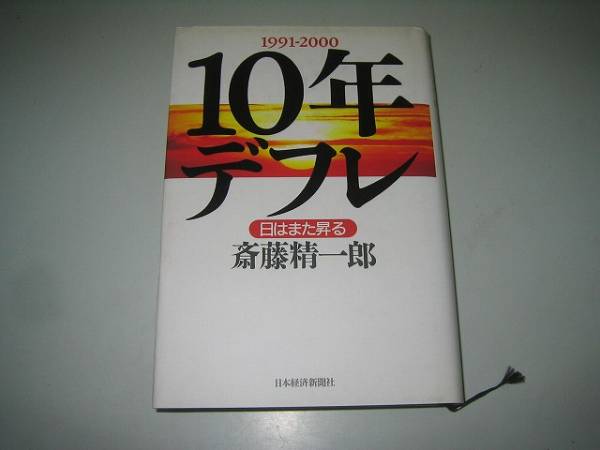 1991-2000
10年
デフレ
日はまた昇る
斎藤精一郎
日本経済新聞社